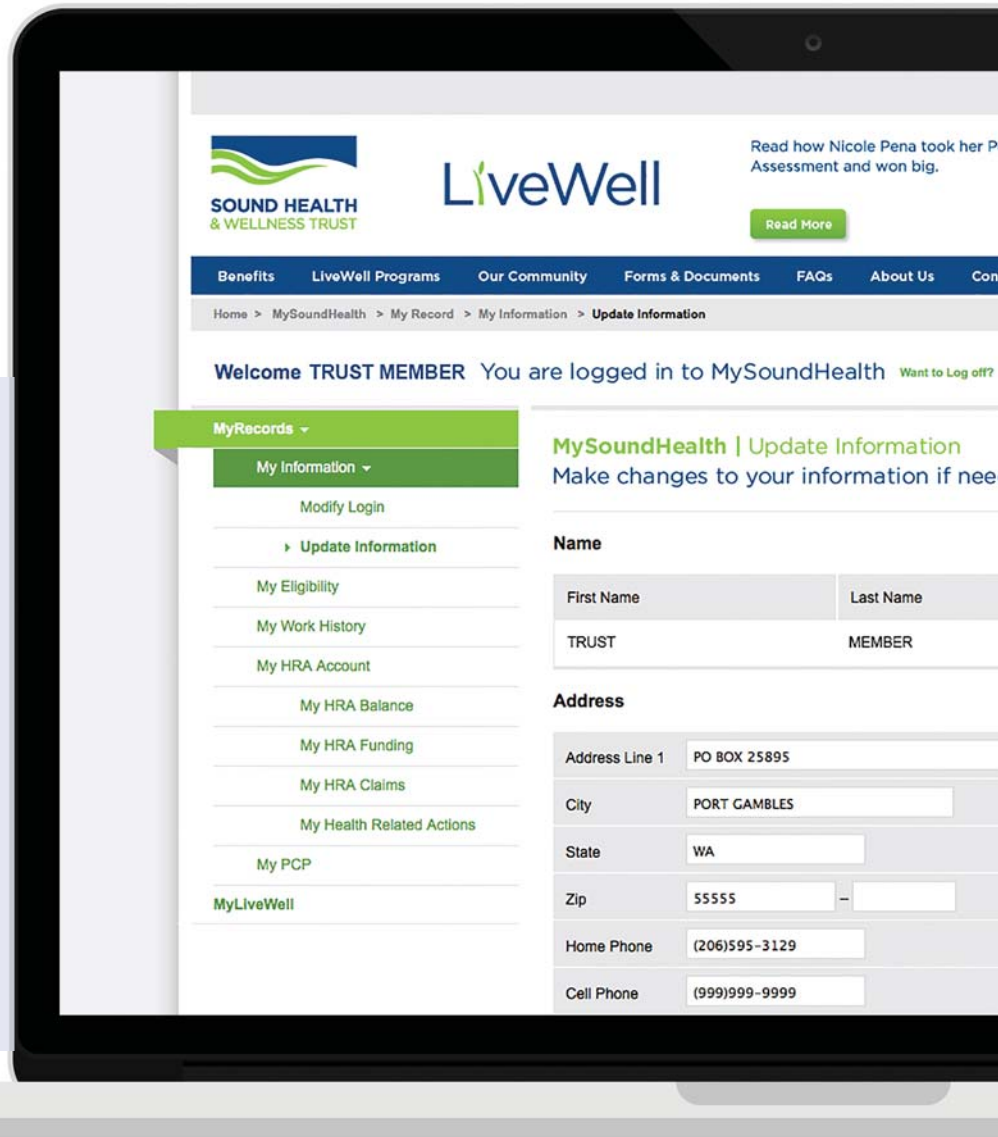 SOUND HEALTH
& WELLNESS TRUST
LiveWell
Read how Nicole Pena took her P
Assessment and won big.
Read More
Benefits LiveWell Programs Our Community Forms & Documents FAQs About Us Con
Home > MySoundHealth > My Record > My Information > Update Information
Welcome TRUST MEMBER You are logged in to MySoundHealth Want to Log off?
MyRecords
My Information
Modify Login
Update Information
My Eligibility
My Work History
My HRA Account
My HRA Balance
My HRA Funding
My HRA Claims
My Health Related Actions
My PCP
MyLiveWell
MySoundHealth | Update Information
Make changes to your information if nee
Name
First Name Last Name
TRUST MEMBER
Address
Address Line 1 PO BOX 25895
City PORT GAMBLES
State WA
Zip 55555 –
Home Phone (206)595-3129
Cell Phone (999)999-9999